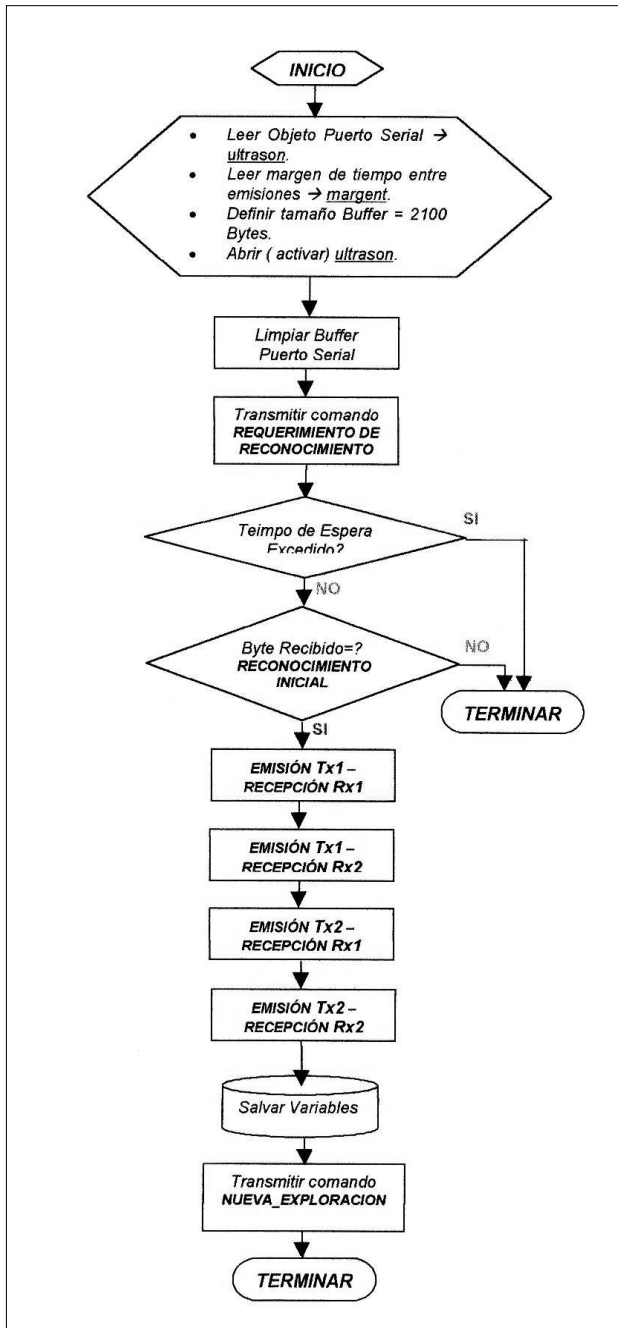 INICIO
• Leer Objeto Puerto Serial →
ultrason.
• Leer margen de tiempo entre
emisiones → margent.
• Definir tamaño Buffer = 2100
Bytes.
• Abrir ( activar) ultrason.
Limpiar Buffer
Puerto Serial
Transmitir comando
REQUERIMIENTO DE
RECONOCIMIENTO
Teimpo de Espera
Excedido?
SI
NO
Byte Recibido=?
RECONOCIMIENTO
INICIAL
NO
TERMINAR
SI
EMISIÓN Tx1 –
RECEPCIÓN Rx1
EMISIÓN Tx1 –
RECEPCIÓN Rx2
EMISIÓN Tx2 –
RECEPCIÓN Rx1
EMISIÓN Tx2 –
RECEPCIÓN Rx2
Salvar Variables
Transmitir comando
NUEVA_EXPLORACION
TERMINAR